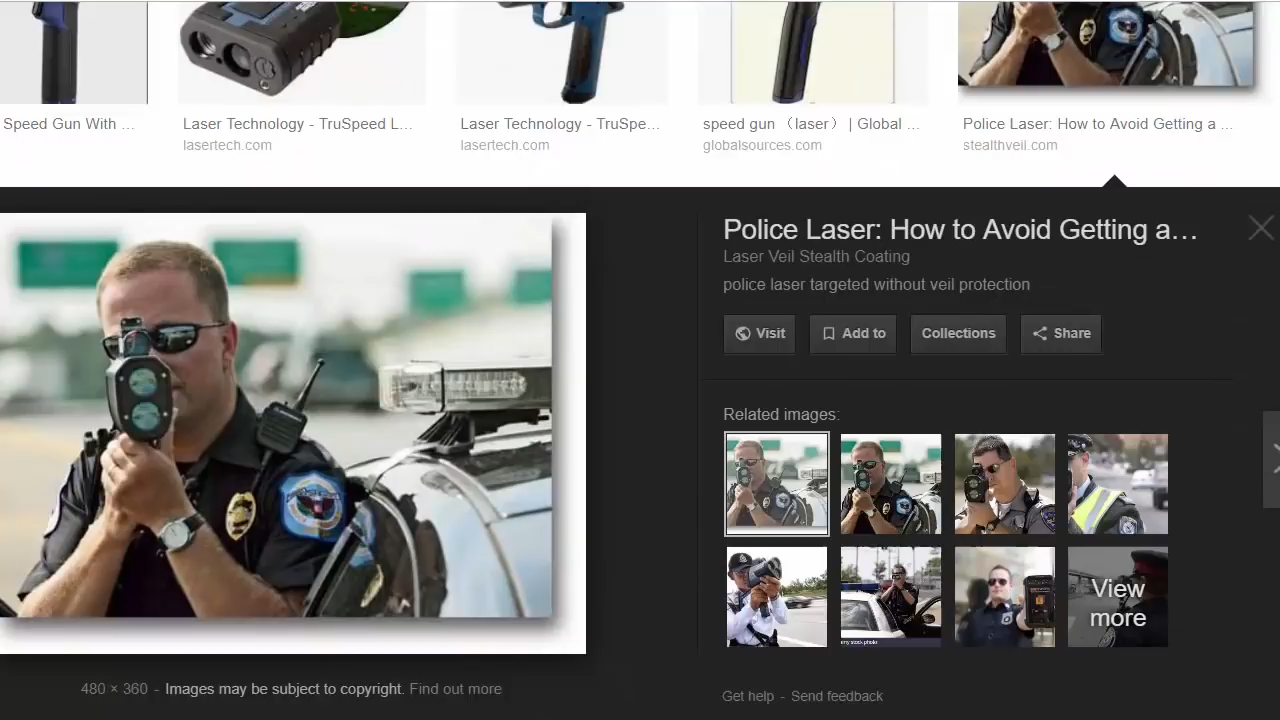 Speed Gun With ...
Laser Technology - TruSpeed L...
Laser Technology - TruSpe...
speed gun （laser） | Global ...
Police Laser: How to Avoid Getting a ...
lasertech.com
lasertech.com
globalsources.com
stealthveil.com
Police Laser: How to Avoid Getting a...
Laser Veil Stealth Coating
police laser targeted without veil protection
Visit
Add to
Collections
Share
Related images:
View
more
480 × 360 - Images may be subject to copyright. Find out more
Get help - Send feedback